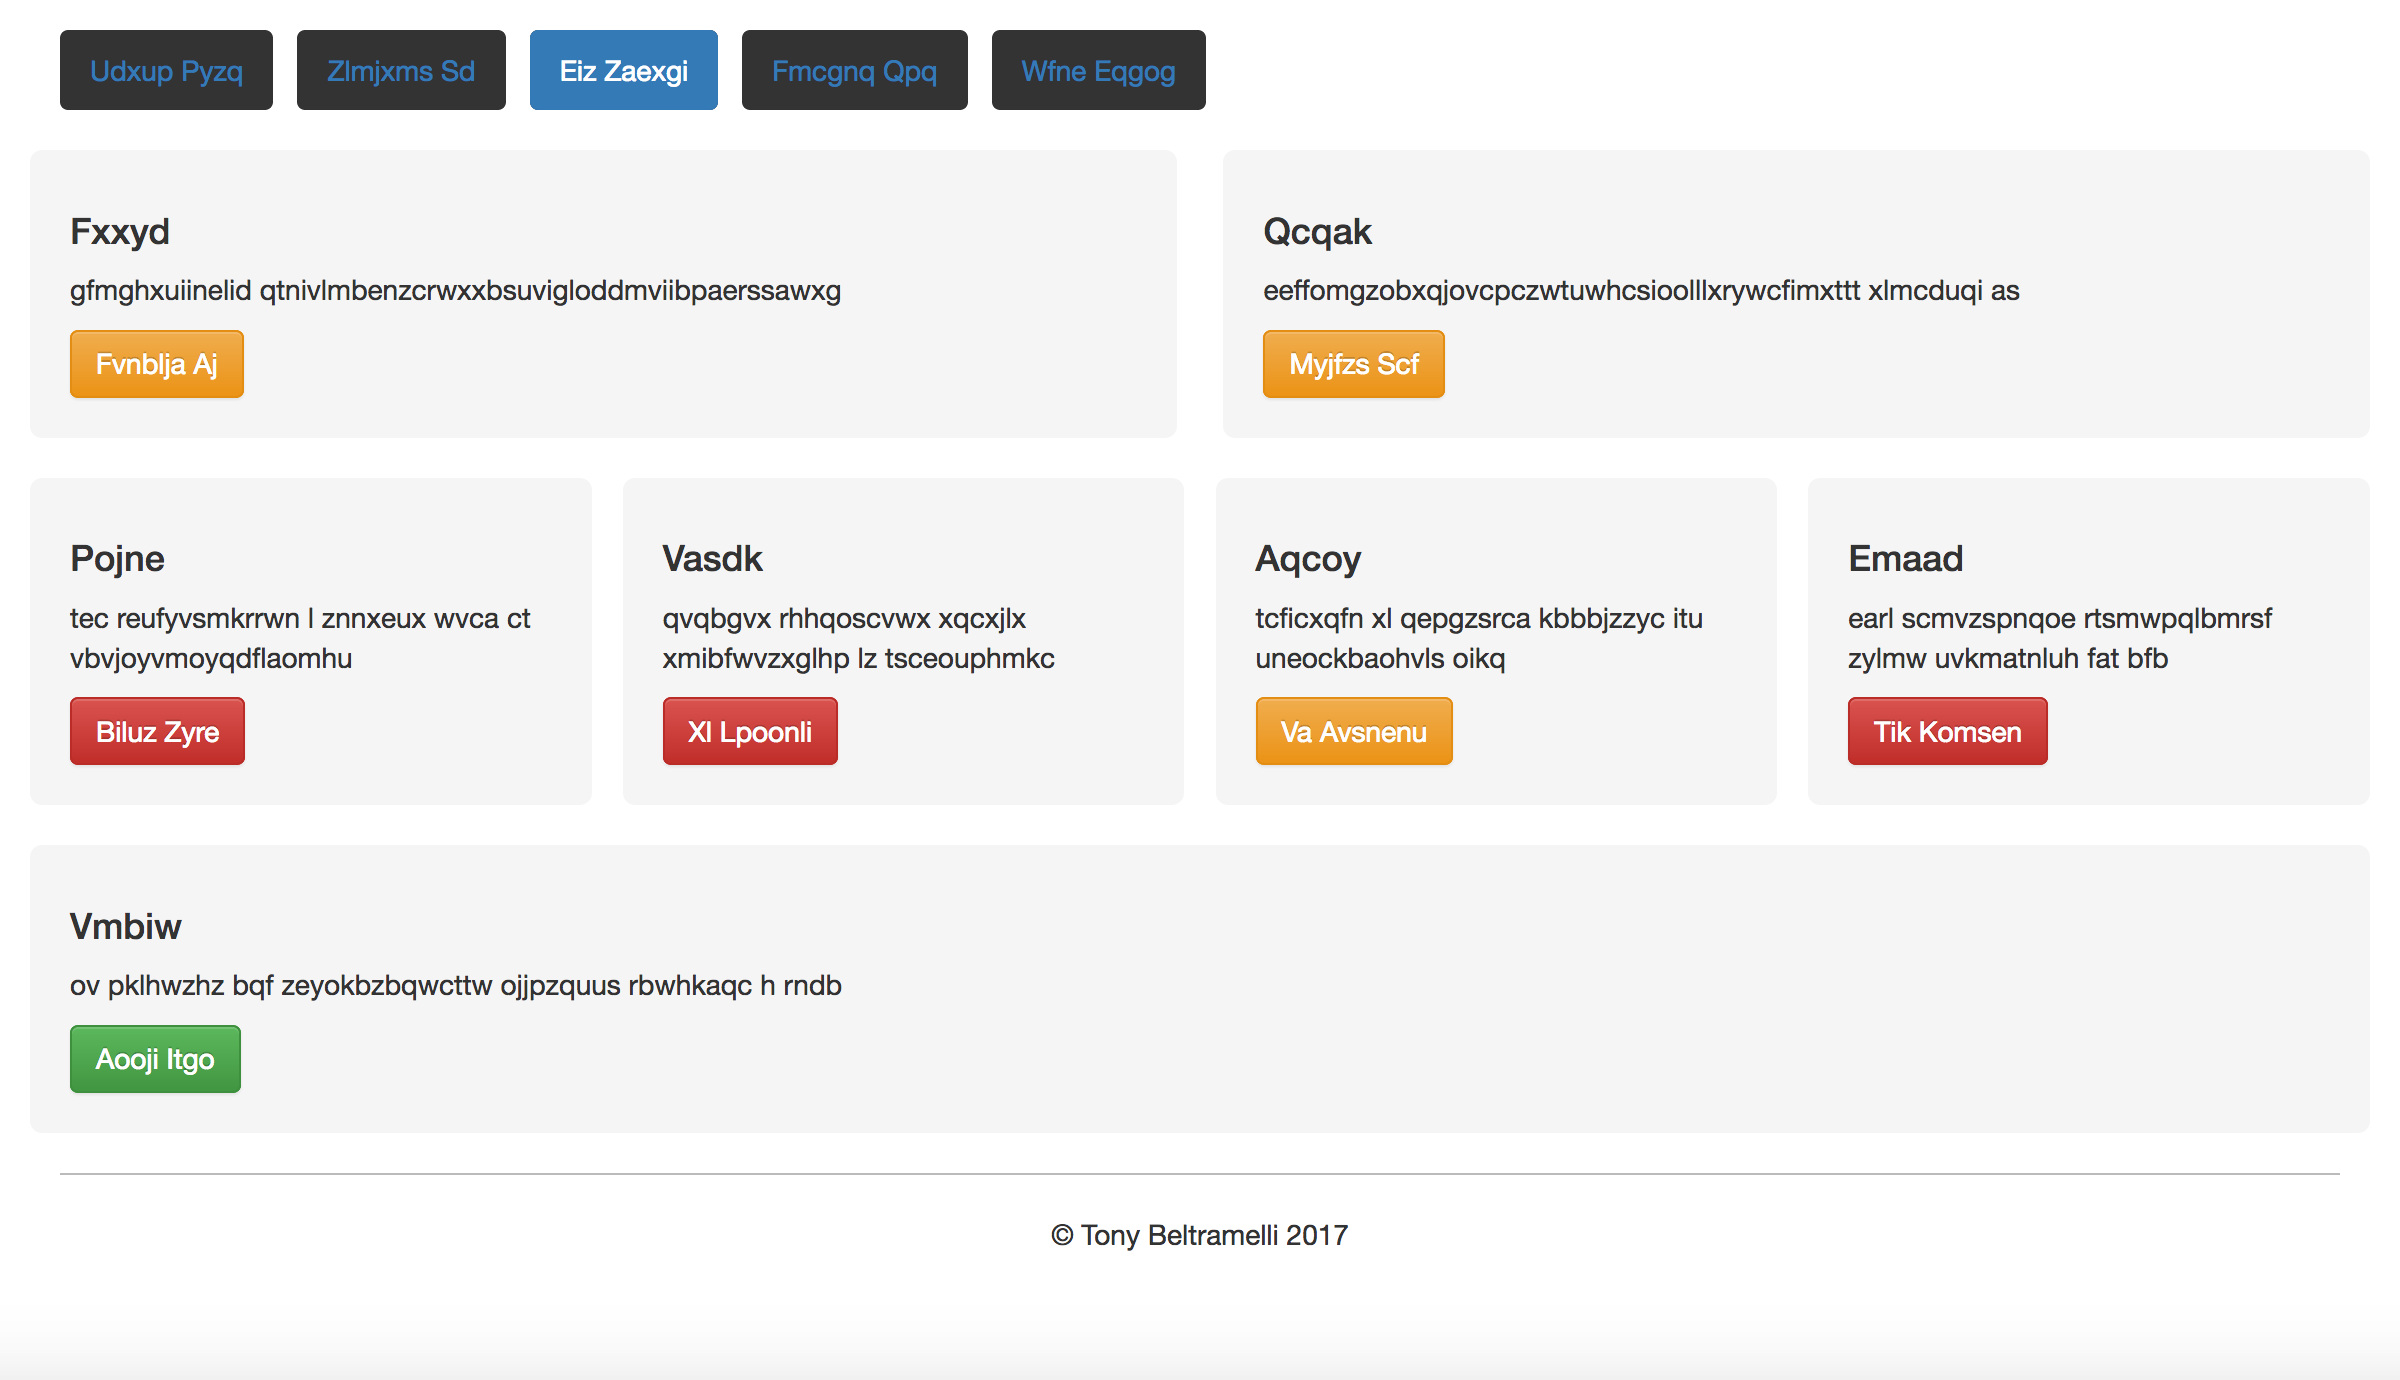 Udxup Pyzq
Zlmjxms Sd
Eiz Zaexgi
Fmcgnq Qpq
Wfne Eqgog
Fxxyd
gfmghxuiinelid qtnivlmbenzcrwxxbsuvigloddmviibpaerssawxg
Fvnblja Aj
Qcqak
eeffomgzobxqjovcpczwtuwhcsioolllxrywcfimxttt xlmcduqi as
Myjfzs Scf
Pojne
tec reufyvsmkrrwn l znnxeux wvca ct
vbvjoyvmoyqdflaomhu
Biluz Zyre
Vasdk
qvqbgvx rhhqoscvwx xqcxjlx
xmibfwvzxglhp lz tsceouphmkc
Xl Lpoonli
Aqcoy
tcficxqfn xl qepgzsrca kbbbjzzyc itu
uneockbaohvls oikq
Va Avsnenu
Emaad
earl scmvzspnqoe rtsmwpqlbmrsf
zylmw uvkmatnluh fat bfb
Tik Komsen
Vmbiw
ov pklhwzhz bqf zeyokbzbqwcttw ojjpzquus rbwhkaqc h rndb
Aooji Itgo
© Tony Beltramelli 2017